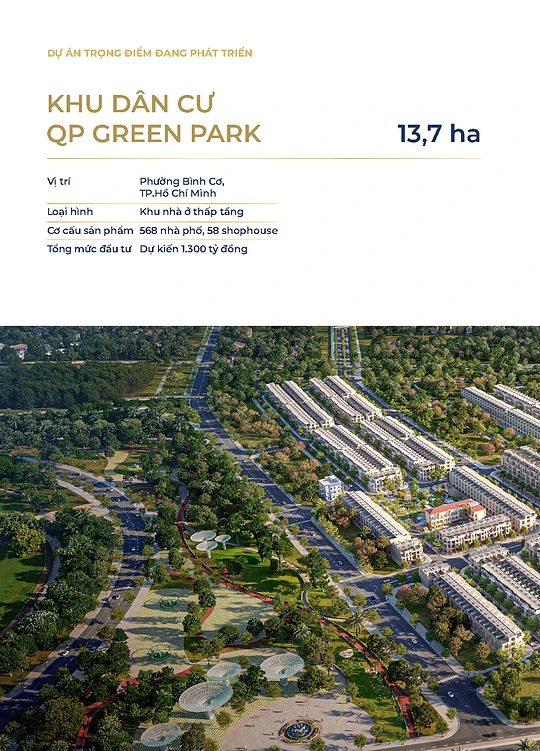 DỰ ÁN TRỌNG ĐIỂM ĐANG PHÁT TRIỂN
KHU DÂN CƯ
QP GREEN PARK
13,7 ha
Vị trí Phường Bình Cơ,
TP.Hồ Chí Minh
Loại hình Khu nhà ở thấp tầng
Cơ cấu sản phẩm 568 nhà phố, 58 shophouse
Tổng mức đầu tư Dự kiến 1.300 tỷ đồng